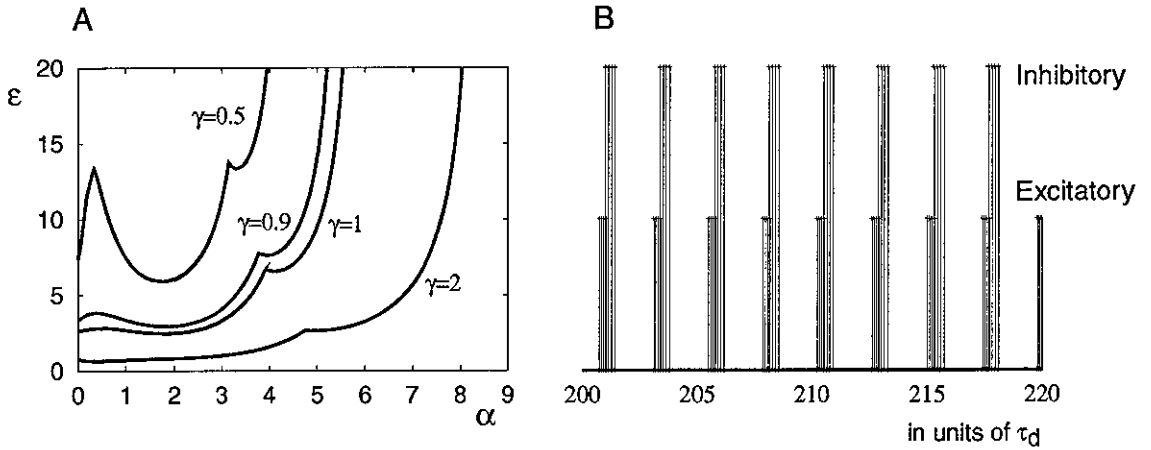 A
B
20
ε
15
10
5
0
γ=0.5
γ=0.9
γ=1
γ=2
0 1 2 3 4 5 6 7 8 9
α
Inhibitory
Excitatory
200 205 210 215 220
in units of τd